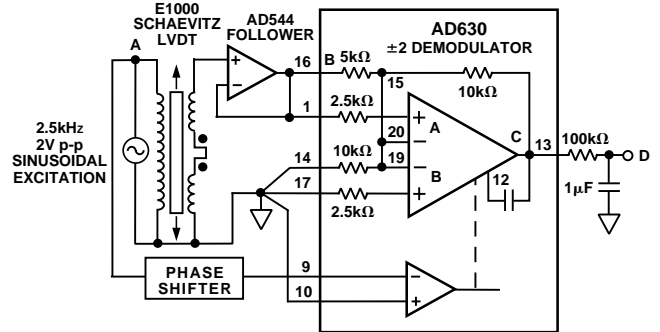 E1000
SCHAEVITZ
LVDT
AD544
FOLLOWER
AD630
±2 DEMODULATOR
A
16
B
5kΩ
15
10kΩ
1
2.5kΩ
+
–
+
A
20
–
C
13
100kΩ
D
2.5kHz
2V p-p
SINUSOIDAL
EXCITATION
14
10kΩ
19
–
B
12
1μF
17
+
2.5kΩ
PHASE
SHIFTER
9
–
10
+